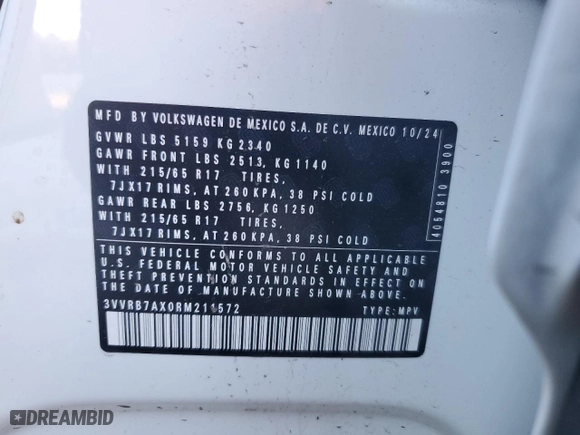 MFD BY VOLKSWAGEN DE MEXICO S.A. DE C.V. MEXICO 10/24
GVWR LBS 5159 KG 2340
GAWR FRONT LBS 2513, KG 1140
WITH 215/65 R17 TIRES,
7JX17 RIMS, AT 260 KPA, 38 PSI COLD
GAWR REAR LBS 2756, KG 1250
WITH 215/65 R17 TIRES,
7JX17 RIMS, AT 260 KPA, 38 PSI COLD
THIS VEHICLE CONFORMS TO ALL APPLICABLE
U.S. FEDERAL MOTOR VEHICLE SAFETY AND
THEFT PREVENTION STANDARDS IN EFFECT ON
THE DATE OF MANUFACTURE SHOWN ABOVE.
3VVRB7AX0RM211572 TYPE: MPV
4054810 3900
DREAMBID